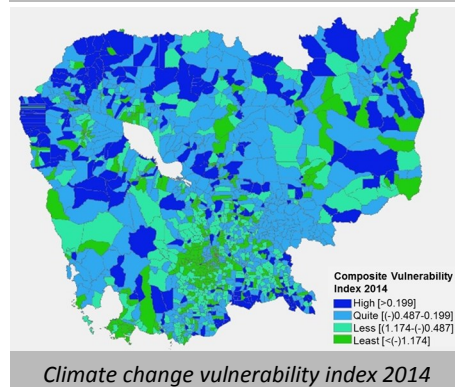 Composite Vulnerability
Index 2014
High [>0.199]
Quite [(-)0.487-0.199]
Less [(1.174-(-)0.487]
Least [<(-)1.174]
Climate change vulnerability index 2014